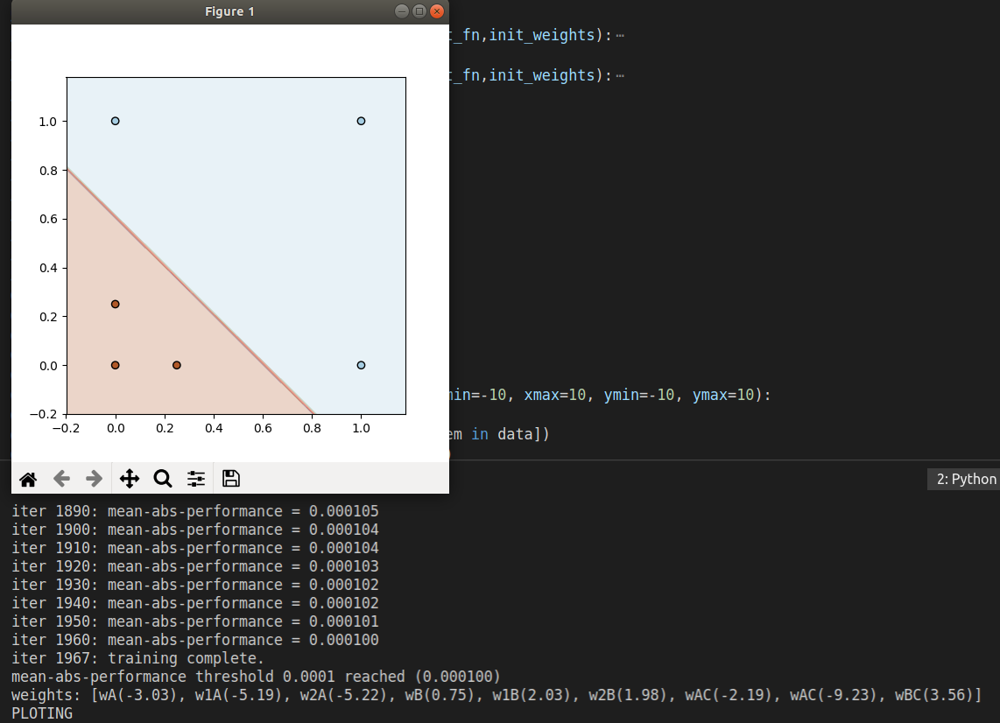 Figure 1
t_fn,init_weights):⋯
t_fn,init_weights):⋯
1.0
0.8
0.6
0.4
0.2
0.0
−0.2
−0.2 0.0 0.2 0.4 0.6 0.8 1.0
min=-10, xmax=10, ymin=-10, ymax=10):
em in data])
)
2: Python
iter 1890: mean-abs-performance = 0.000105
iter 1900: mean-abs-performance = 0.000104
iter 1910: mean-abs-performance = 0.000104
iter 1920: mean-abs-performance = 0.000103
iter 1930: mean-abs-performance = 0.000102
iter 1940: mean-abs-performance = 0.000102
iter 1950: mean-abs-performance = 0.000101
iter 1960: mean-abs-performance = 0.000100
iter 1967: training complete.
mean-abs-performance threshold 0.0001 reached (0.000100)
weights: [wA(-3.03), w1A(-5.19), w2A(-5.22), wB(0.75), w1B(2.03), w2B(1.98), wAC(-2.19), wAC(-9.23), wBC(3.56)]
PLOTING